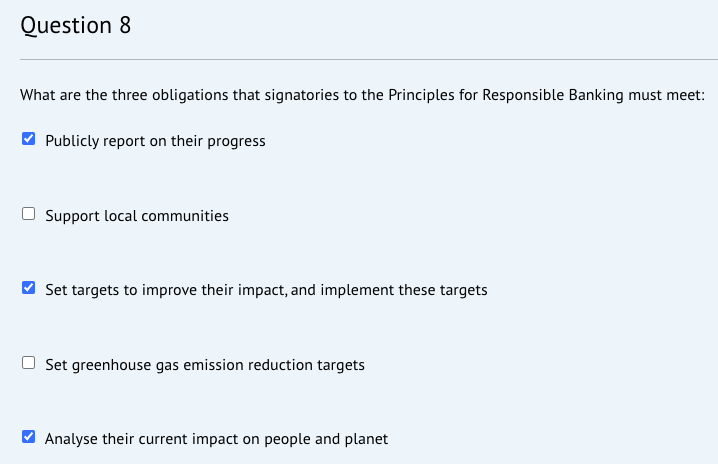 Question 8
What are the three obligations that signatories to the Principles for Responsible Banking must meet:
Publicly report on their progress
Support local communities
Set targets to improve their impact, and implement these targets
Set greenhouse gas emission reduction targets
Analyse their current impact on people and planet